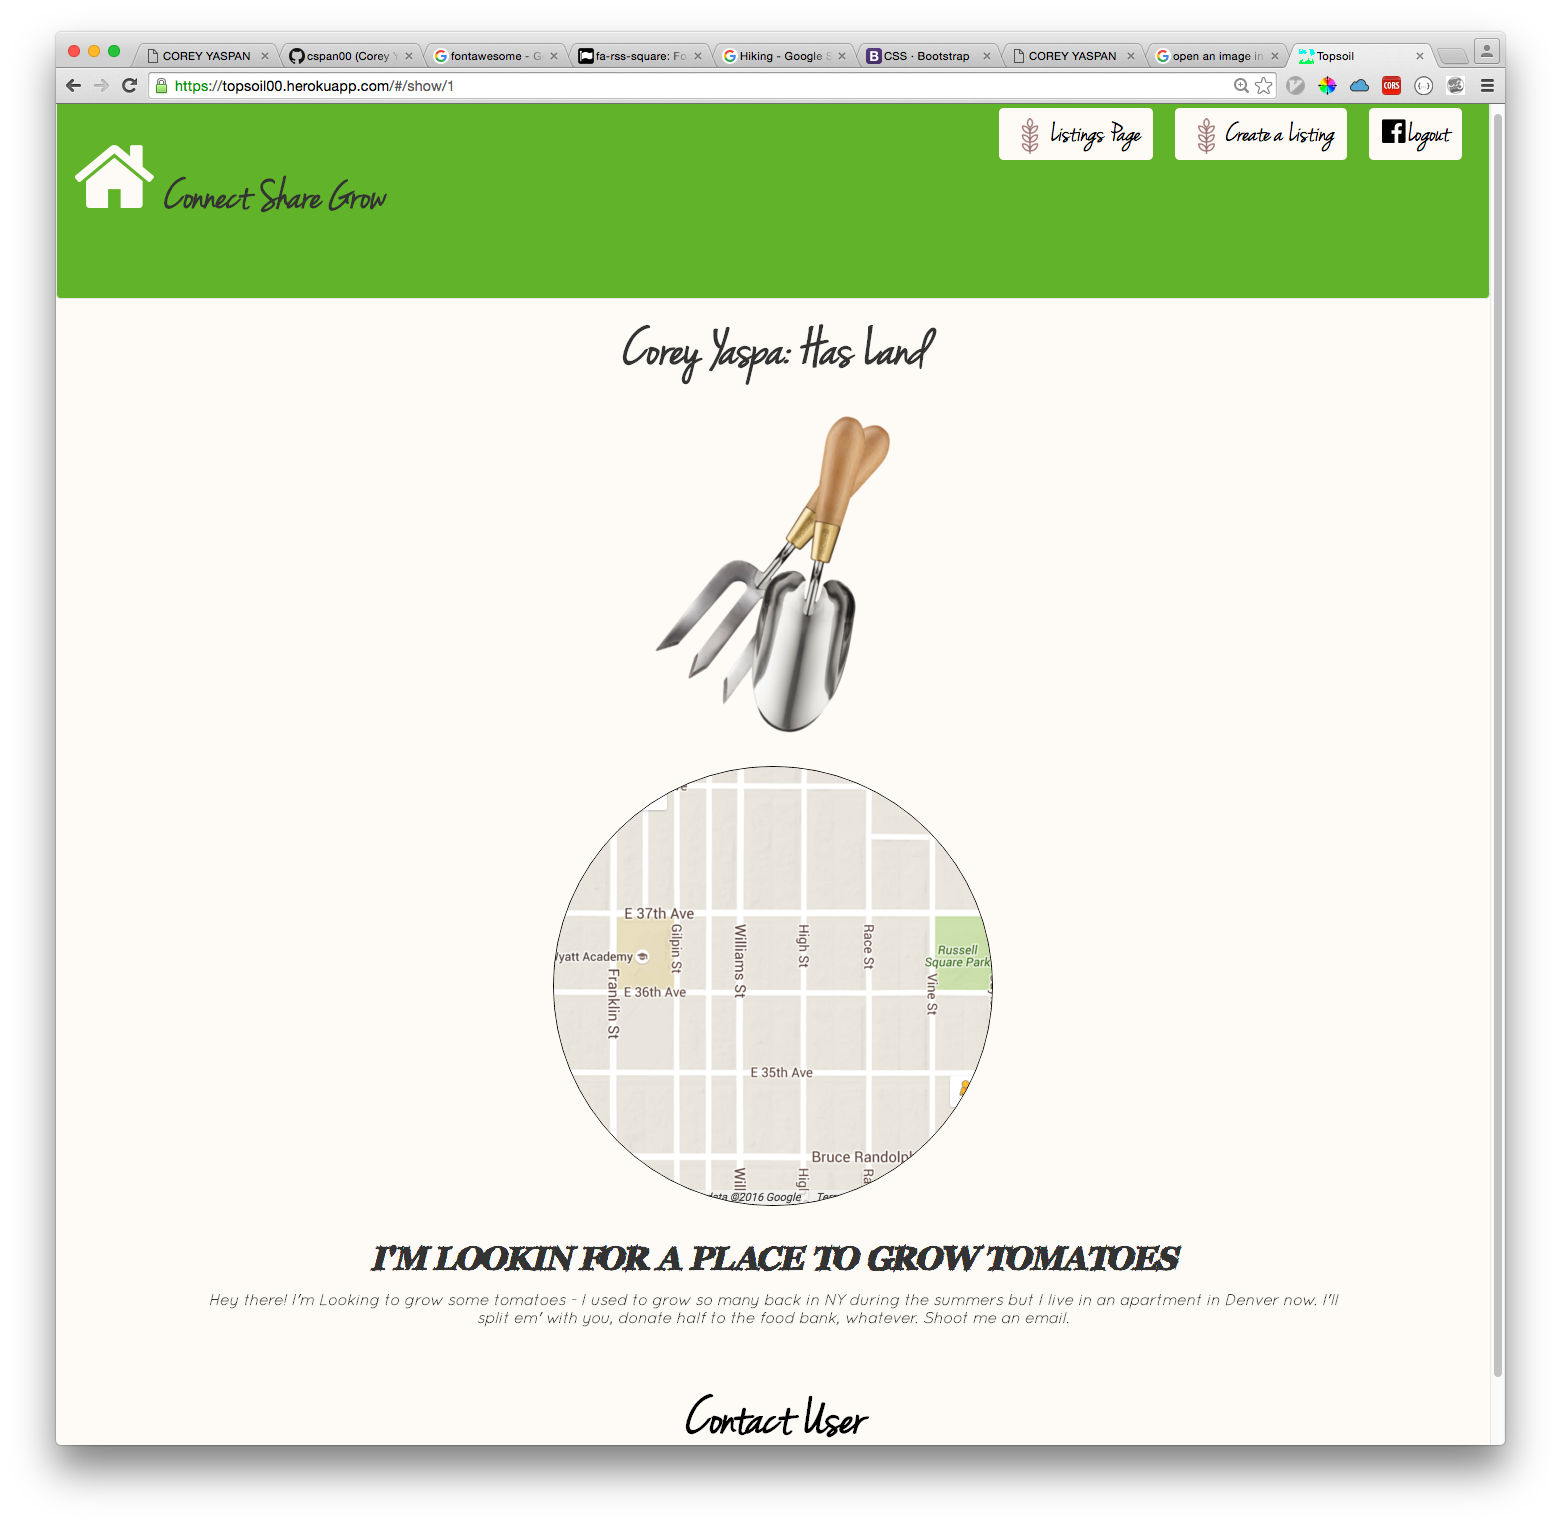 COREY YASPAN
cspan00 (Corey Y
fontawesome - G
fa-rss-square: Fo
Hiking - Google S
CSS · Bootstrap
COREY YASPAN
open an image in
Topsoil
https://topsoil00.herokuapp.com/#/show/1
CORS
Listings Page
Create a Listing
Logout
Connect Share Grow
Corey Yaspa: Has Land
E 37th Ave
Gilpin St
Williams St
High St
Race St
Russell
Square Park
yatt Academy
Franklin St
E 36th Ave
Vine St
E 35th Ave
Bruce Randolph
Will
High
Ra
data ©2016 Google
Ter
I'M LOOKIN FOR A PLACE TO GROW TOMATOES
Hey there! I'm Looking to grow some tomatoes - I used to grow so many back in NY during the summers but I live in an apartment in Denver now. I'll
split em' with you, donate half to the food bank, whatever. Shoot me an email.
Contact User